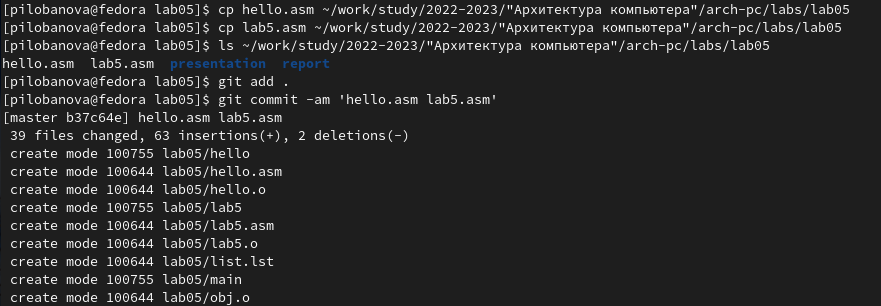 [pilobanova@fedora lab05]$ cp hello.asm ~/work/study/2022-2023/"Архитектура компьютера"/arch-pc/labs/lab05
[pilobanova@fedora lab05]$ cp lab5.asm ~/work/study/2022-2023/"Архитектура компьютера"/arch-pc/labs/lab05
[pilobanova@fedora lab05]$ ls ~/work/study/2022-2023/"Архитектура компьютера"/arch-pc/labs/lab05
hello.asm  lab5.asm  presentation  report
[pilobanova@fedora lab05]$ git add .
[pilobanova@fedora lab05]$ git commit -am 'hello.asm lab5.asm'
[master b37c64e] hello.asm lab5.asm
 39 files changed, 63 insertions(+), 2 deletions(-)
 create mode 100755 lab05/hello
 create mode 100644 lab05/hello.asm
 create mode 100644 lab05/hello.o
 create mode 100755 lab05/lab5
 create mode 100644 lab05/lab5.asm
 create mode 100644 lab05/lab5.o
 create mode 100644 lab05/list.lst
 create mode 100755 lab05/main
 create mode 100644 lab05/obj.o